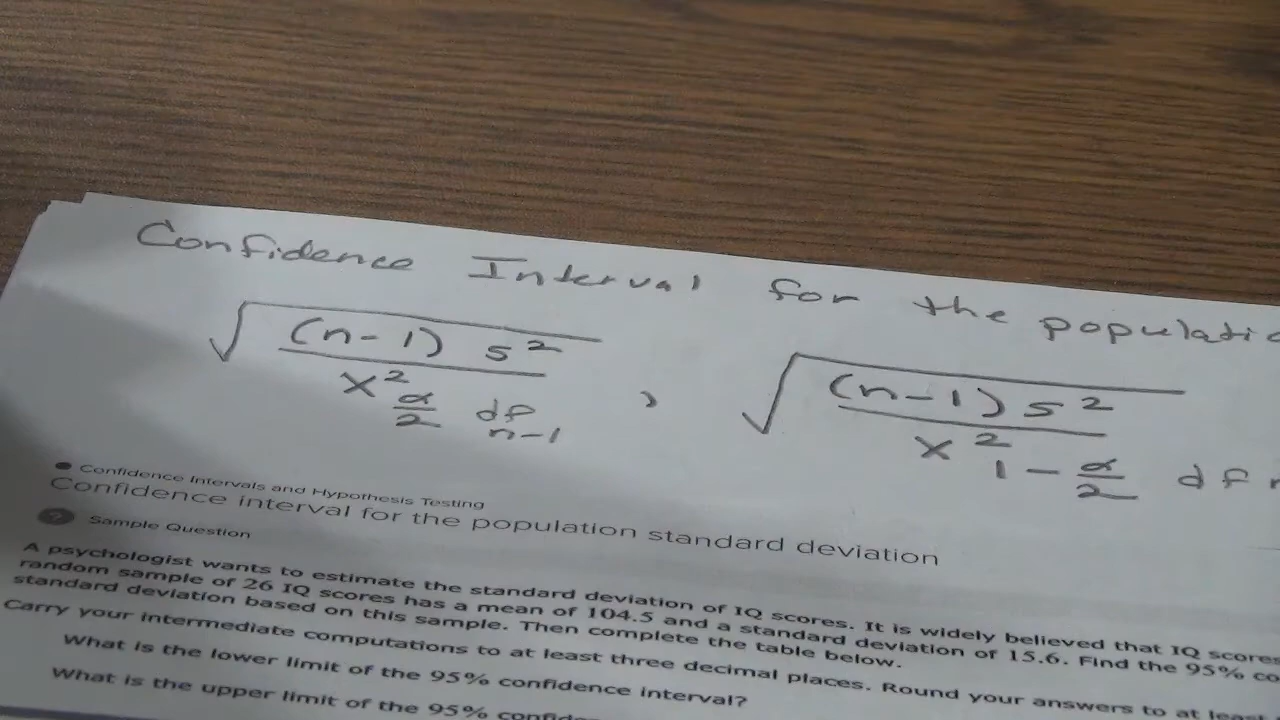 Confidence Interval for the populatio
√((n-1) s²) / x² α/2 df n-1 , √((n-1) s²) / x² 1 - α/2 df n
● Confidence Intervals and Hypothesis Testing
Confidence interval for the population standard deviation
? Sample Question
A psychologist wants to estimate the standard deviation of IQ scores. It is widely believed that IQ scores
random sample of 26 IQ scores has a mean of 104.5 and a standard deviation of 15.6. Find the 95% co
standard deviation based on this sample. Then complete the table below.
Carry your intermediate computations to at least three decimal places. Round your answers to at least
What is the lower limit of the 95% confidence interval?
What is the upper limit of the 95% confide